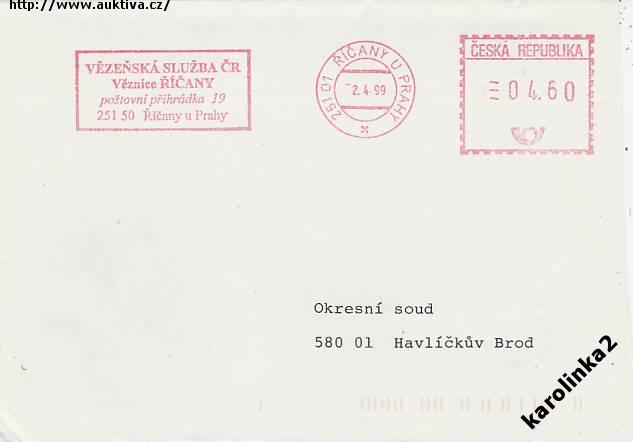 http://www.auktiva.cz/
VĚZEŇSKÁ SLUŽBA ČR
Věznice ŘÍČANY
poštovní přihrádka 19
251 50 Říčany u Prahy
251 01 ŘÍČANY U PRAHY
2.4.99
ČESKÁ REPUBLIKA
04.60
Okresní soud
580 01 Havlíčkův Brod
karolinka2